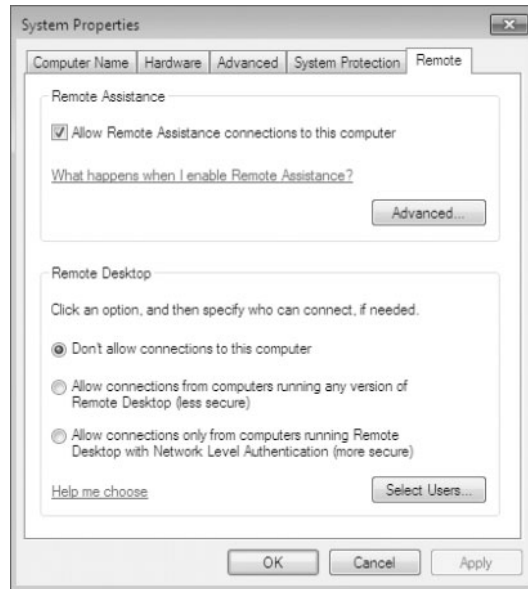 System Properties
Computer Name
Hardware
Advanced
System Protection
Remote
Remote Assistance
Allow Remote Assistance connections to this computer
What happens when I enable Remote Assistance?
Advanced...
Remote Desktop
Click an option, and then specify who can connect, if needed.
Don't allow connections to this computer
Allow connections from computers running any version of
Remote Desktop (less secure)
Allow connections only from computers running Remote
Desktop with Network Level Authentication (more secure)
Help me choose
Select Users...
OK
Cancel
Apply